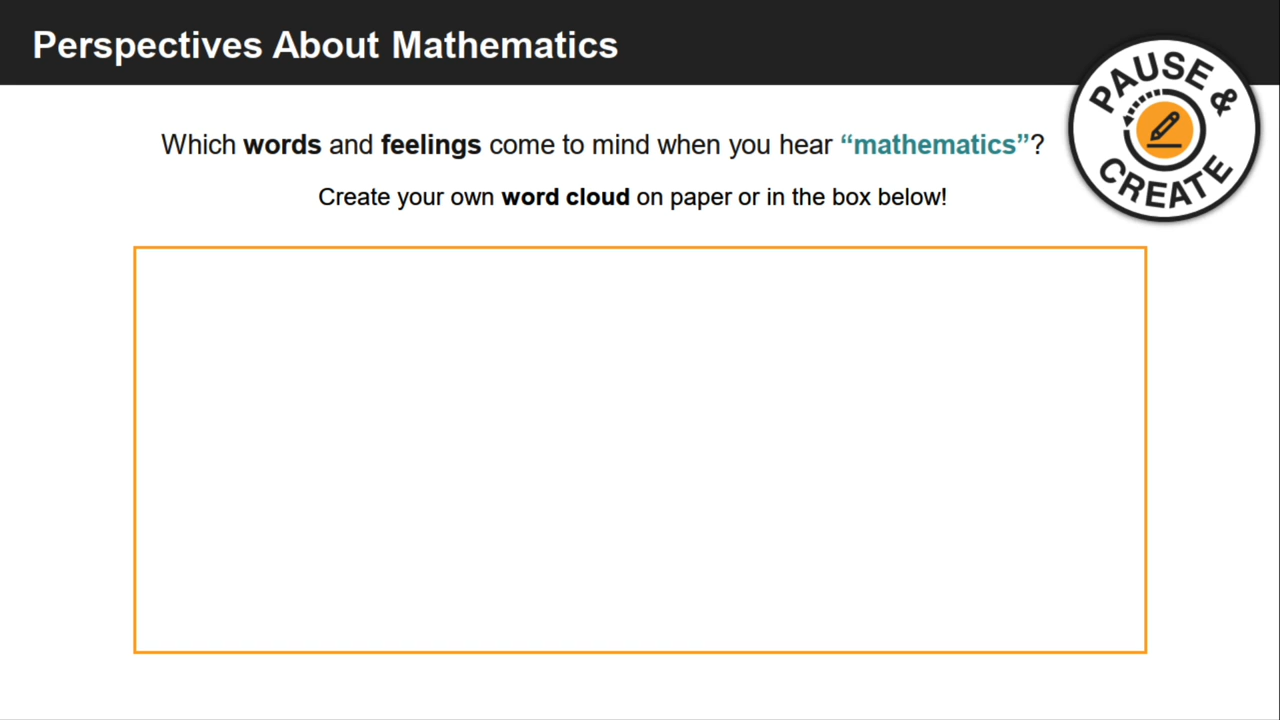 Perspectives About Mathematics
PAUSE &
CREATE
Which words and feelings come to mind when you hear “mathematics”?
Create your own word cloud on paper or in the box below!